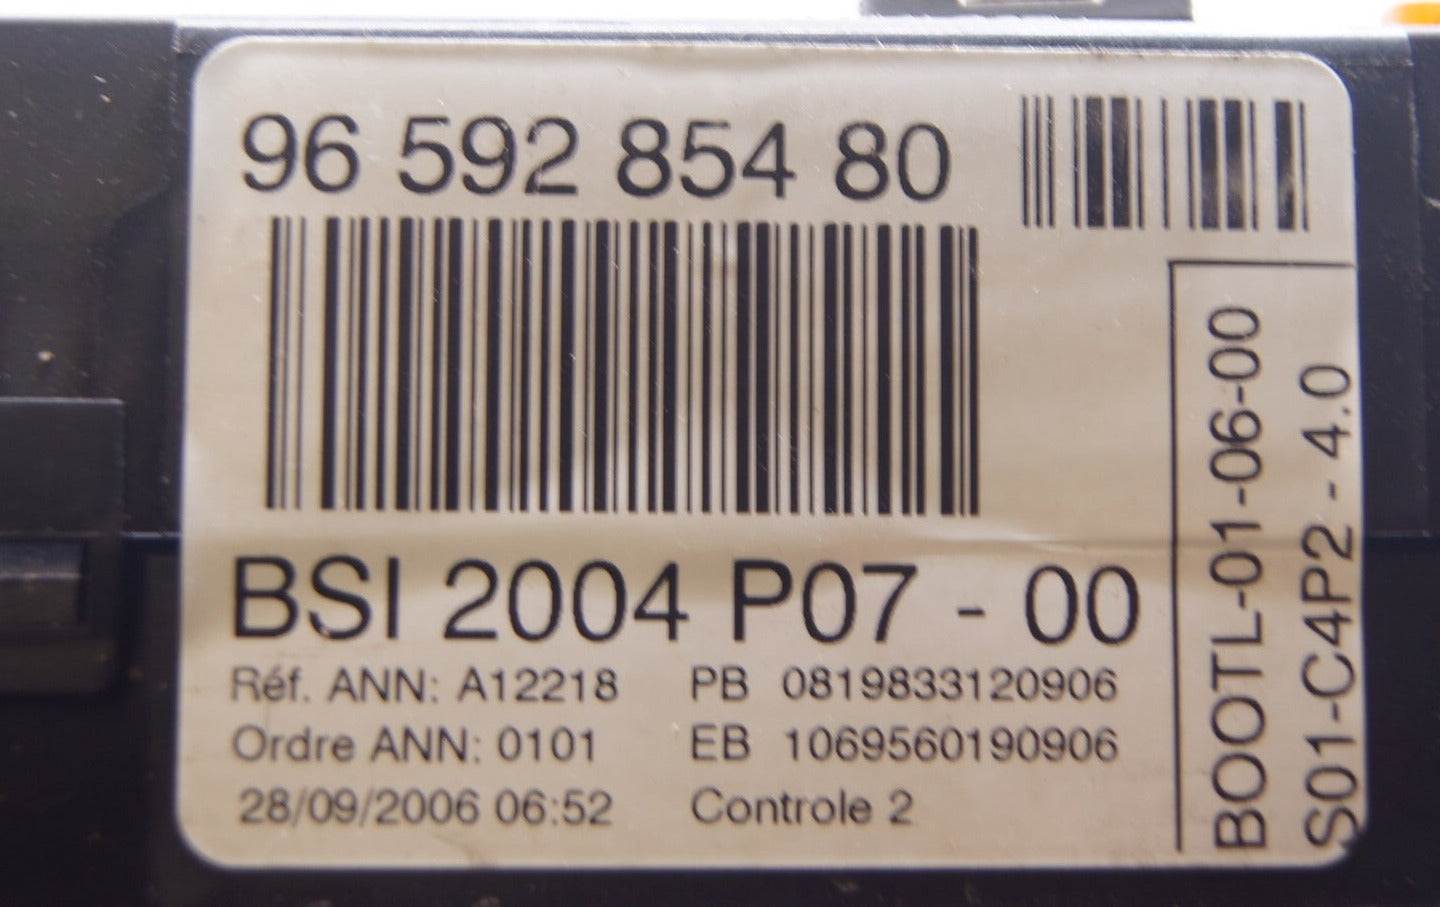 96 592 854 80
BSI 2004 P07 - 00
Réf. ANN: A12218 PB 0819833120906
Ordre ANN: 0101 EB 1069560190906
28/09/2006 06:52 Controle 2
BOOTL-01-06-00
S01-C4P2 - 4.0